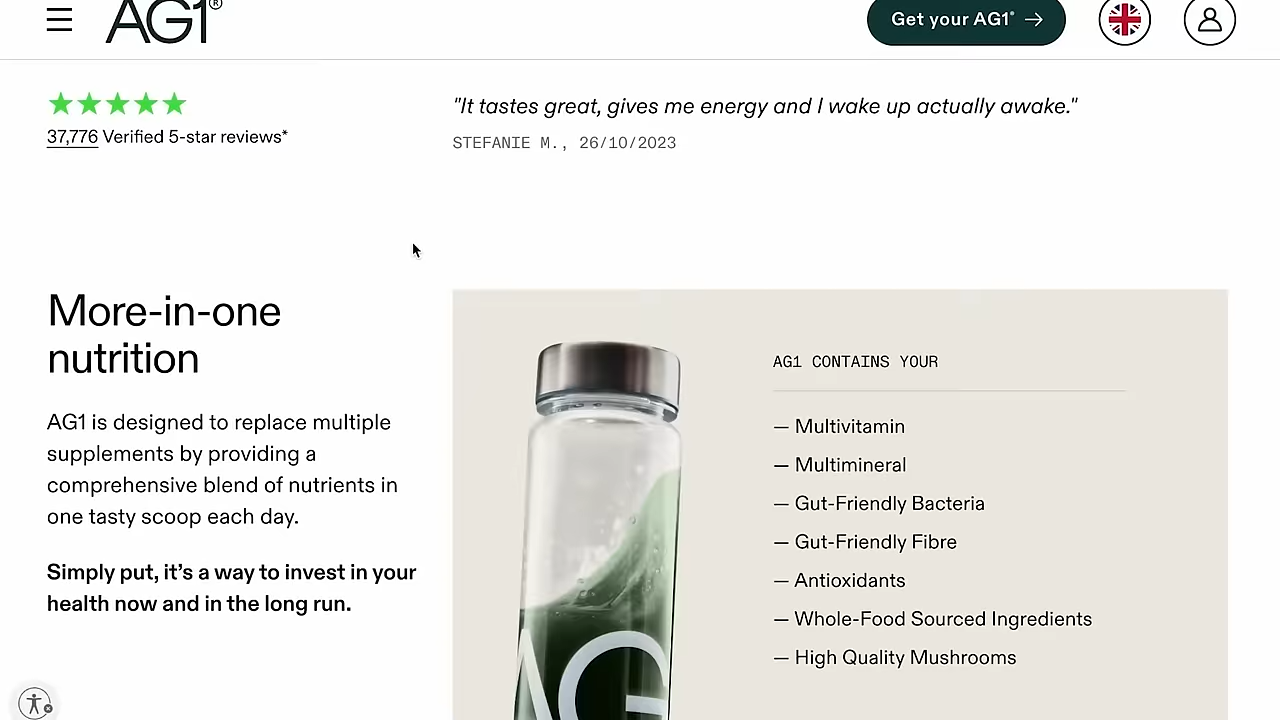 AG1®
Get your AG1® →
37,776 Verified 5-star reviews*
"It tastes great, gives me energy and I wake up actually awake."
STEFANIE M., 26/10/2023
More-in-one
nutrition
AG1 is designed to replace multiple
supplements by providing a
comprehensive blend of nutrients in
one tasty scoop each day.
Simply put, it's a way to invest in your
health now and in the long run.
AG1 CONTAINS YOUR
— Multivitamin
— Multimineral
— Gut-Friendly Bacteria
— Gut-Friendly Fibre
— Antioxidants
— Whole-Food Sourced Ingredients
— High Quality Mushrooms
AG